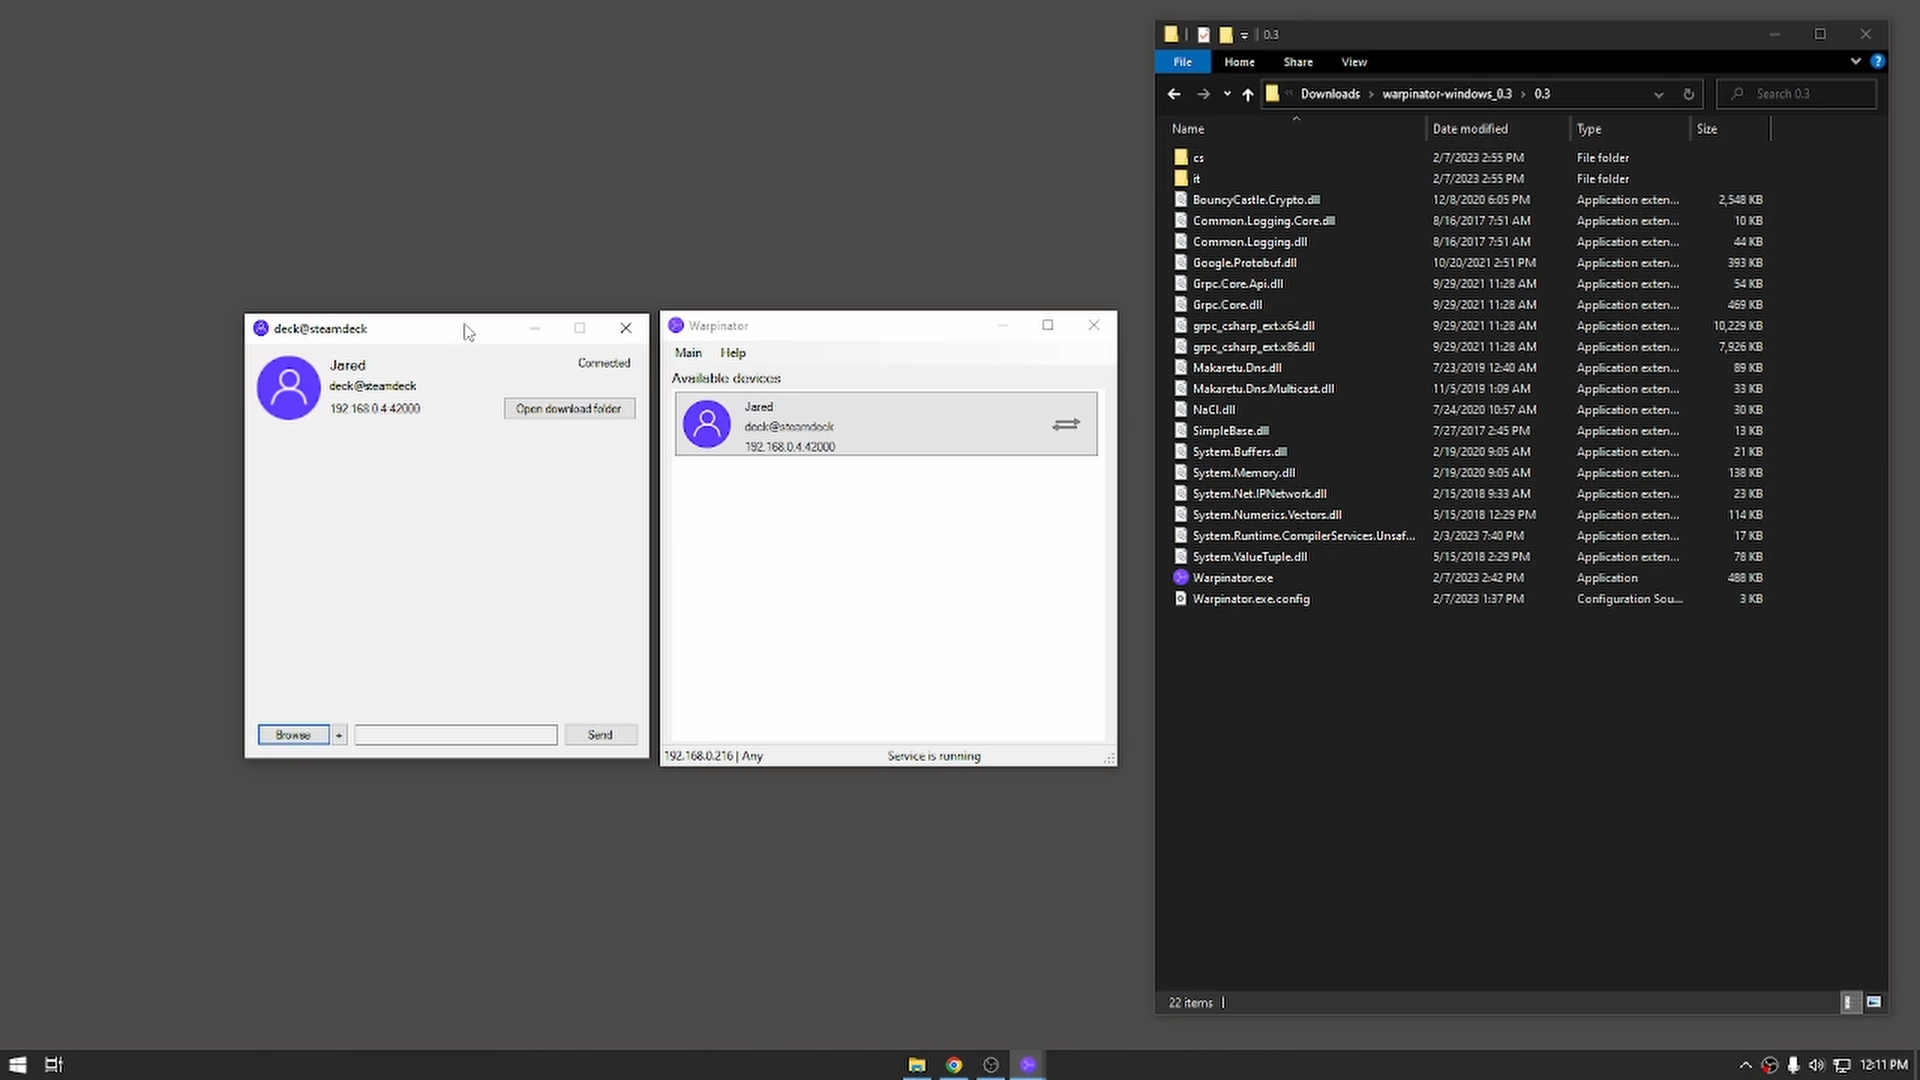 deck@steamdeck
Jared
Connected
deck@steamdeck
192.168.0.4:42000
Open download folder
Browse
Send
Warpinator
Main Help
Available devices
Jared
deck@steamdeck
192.168.0.4:42000
192.168.0.216 | Any Service is running
0.3
File Home Share View
Downloads warpinator-windows_0.3 0.3 Search 0.3
Name Date modified Type Size
cs 2/7/2023 2:55 PM File folder
it 2/7/2023 2:55 PM File folder
BouncyCastle.Crypto.dll 12/8/2020 6:05 PM Application exten... 2,548 KB
Common.Logging.Core.dll 8/16/2017 7:51 AM Application exten... 10 KB
Common.Logging.dll 8/16/2017 7:51 AM Application exten... 44 KB
Google.Protobuf.dll 10/20/2021 2:51 PM Application exten... 393 KB
Grpc.Core.Api.dll 9/29/2021 11:28 AM Application exten... 54 KB
Grpc.Core.dll 9/29/2021 11:28 AM Application exten... 469 KB
grpc_csharp_ext.x64.dll 9/29/2021 11:28 AM Application exten... 10,229 KB
grpc_csharp_ext.x86.dll 9/29/2021 11:28 AM Application exten... 7,926 KB
Makaretu.Dns.dll 7/23/2019 12:40 AM Application exten... 89 KB
Makaretu.Dns.Multicast.dll 11/5/2019 1:09 AM Application exten... 33 KB
NaCl.dll 7/24/2020 10:57 AM Application exten... 30 KB
SimpleBase.dll 7/27/2017 2:45 PM Application exten... 13 KB
System.Buffers.dll 2/19/2020 9:05 AM Application exten... 21 KB
System.Memory.dll 2/19/2020 9:05 AM Application exten... 138 KB
System.Net.IPNetwork.dll 2/15/2018 9:33 AM Application exten... 23 KB
System.Numerics.Vectors.dll 5/15/2018 12:29 PM Application exten... 114 KB
System.Runtime.CompilerServices.Unsaf... 2/3/2023 7:40 PM Application exten... 17 KB
System.ValueTuple.dll 5/15/2018 2:29 PM Application exten... 78 KB
Warpinator.exe 2/7/2023 2:42 PM Application 488 KB
Warpinator.exe.config 2/7/2023 1:37 PM Configuration Sou... 3 KB
22 items
12:11 PM